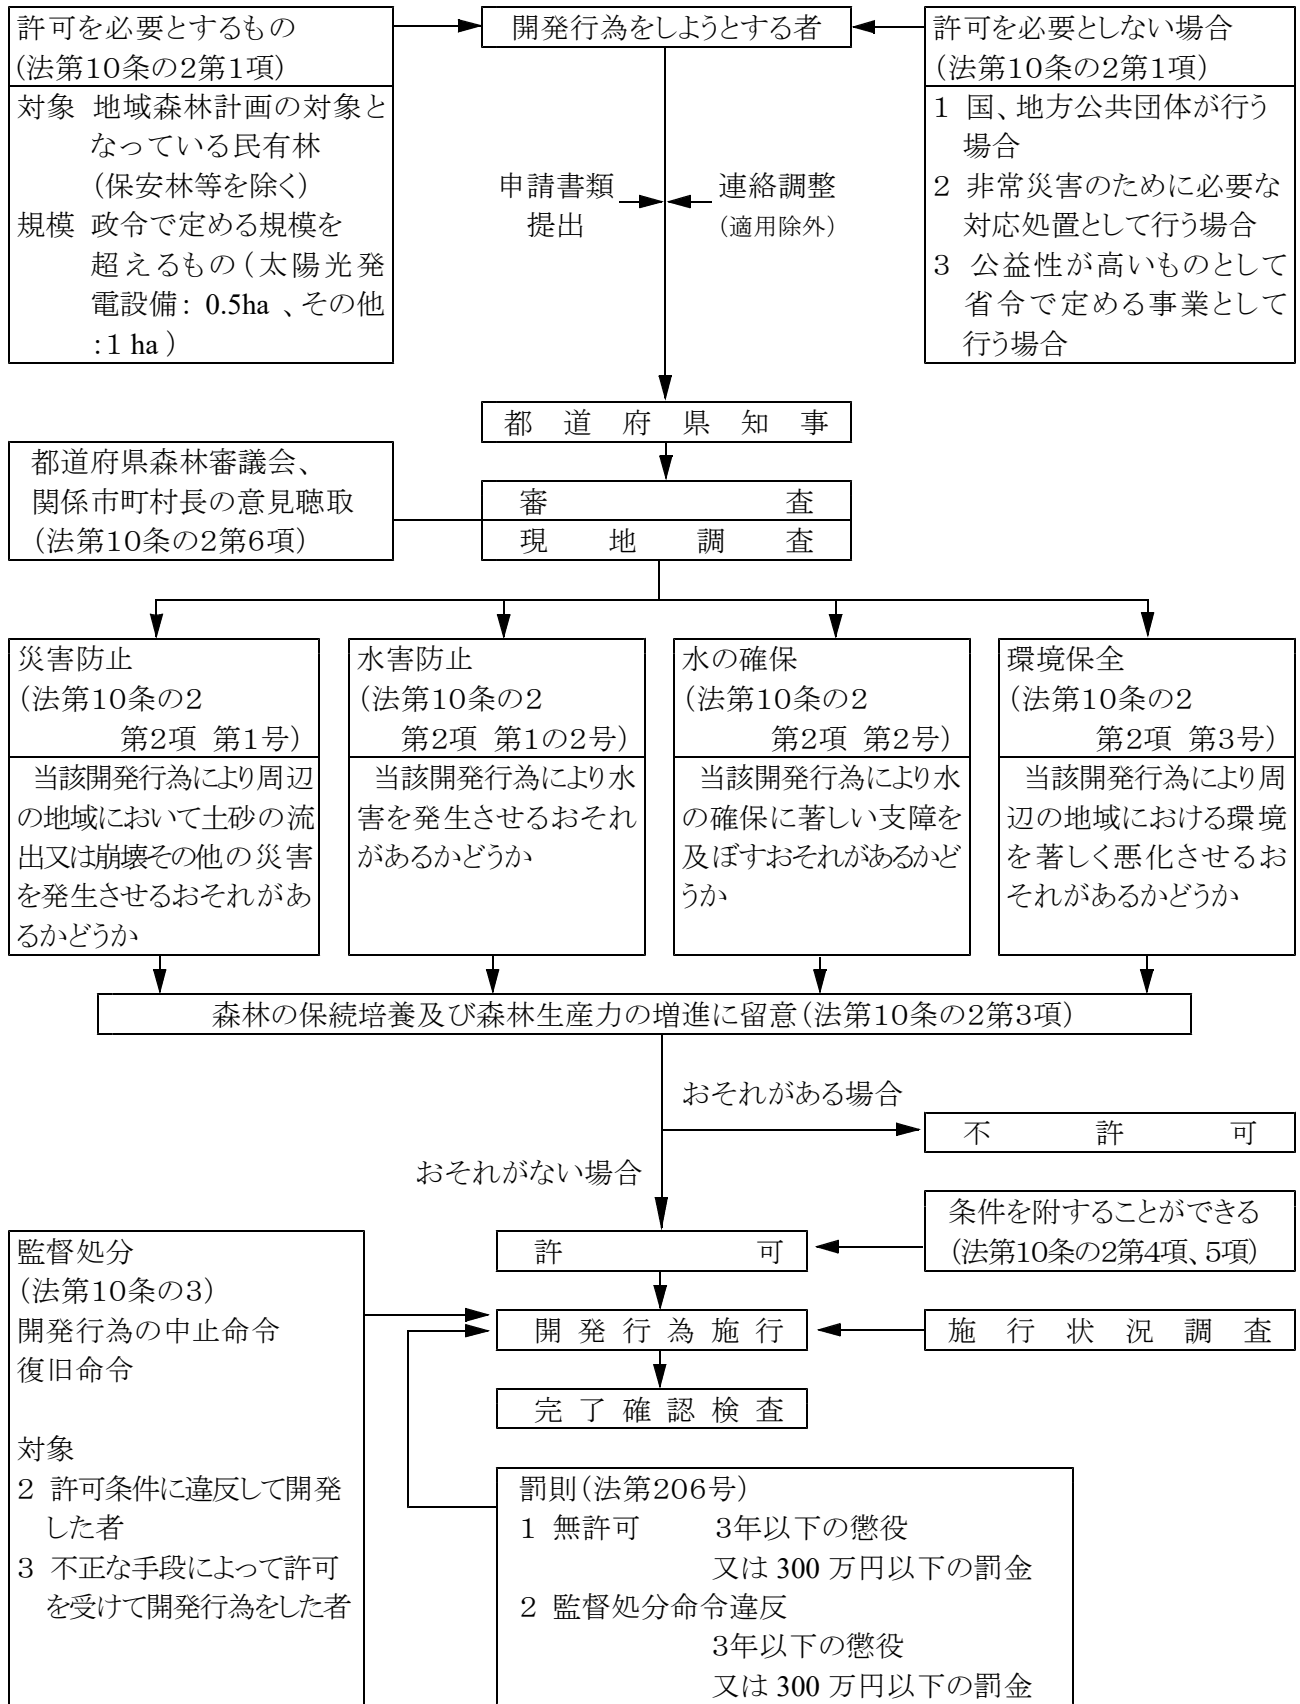 許可を必要とするもの
(法第10条の2第1項)
対象 地域森林計画の対象と
なっている民有林
(保安林等を除く)
規模 政令で定める規模を
超えるもの(太陽光発
電設備: 0.5ha 、その他
:1 ha )
開発行為をしようとする者
許可を必要としない場合
(法第10条の2第1項)
1 国、地方公共団体が行う
場合
2 非常災害のために必要な
対応処置として行う場合
3 公益性が高いものとして
省令で定める事業として
行う場合
申請書類
提出
連絡調整
(適用除外)
都道府県知事
都道府県森林審議会、
関係市町村長の意見聴取
(法第10条の2第6項)
審査
現地調査
災害防止
(法第10条の2
第2項 第1号)
当該開発行為により周辺
の地域において土砂の流
出又は崩壊その他の災害
を発生させるおそれがあ
るかどうか
水害防止
(法第10条の2
第2項 第1の2号)
当該開発行為により水
害を発生させるおそれ
があるかどうか
水の確保
(法第10条の2
第2項 第2号)
当該開発行為により水
の確保に著しい支障を
及ぼすおそれがあるかど
うか
環境保全
(法第10条の2
第2項 第3号)
当該開発行為により周
辺の地域における環境
を著しく悪化させるお
それがあるかどうか
森林の保続培養及び森林生産力の増進に留意(法第10条の2第3項)
おそれがある場合
不許可
おそれがない場合
条件を附することができる
(法第10条の2第4項、5項)
許可
監督処分
(法第10条の3)
開発行為の中止命令
復旧命令
対象
2 許可条件に違反して開発
した者
3 不正な手段によって許可
を受けて開発行為をした者
開発行為施行
施行状況調査
完了確認検査
罰則(法第206号)
1 無許可 3年以下の懲役
又は 300 万円以下の罰金
2 監督処分命令違反
3年以下の懲役
又は 300 万円以下の罰金